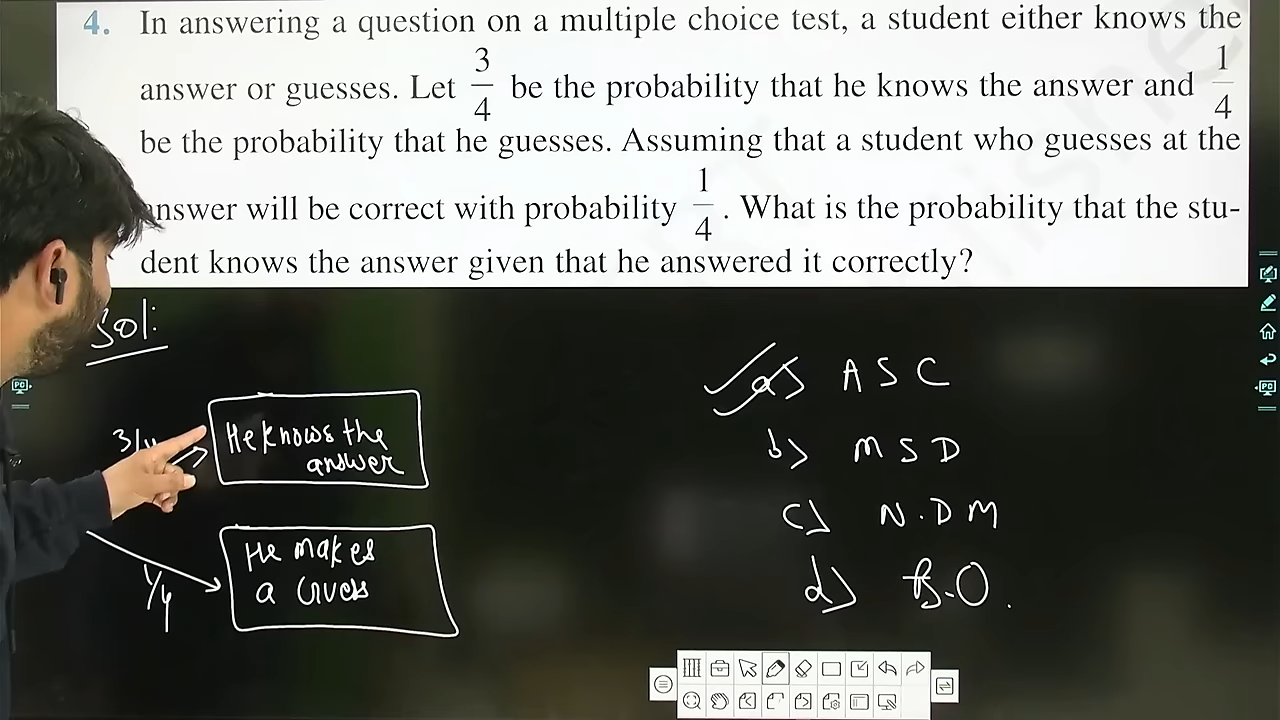 4. In answering a question on a multiple choice test, a student either knows the
answer or guesses. Let 3/4 be the probability that he knows the answer and 1/4
be the probability that he guesses. Assuming that a student who guesses at the
answer will be correct with probability 1/4. What is the probability that the stu-
dent knows the answer given that he answered it correctly?
Sol:
a) A S C
b) M S D
c) N.D M
d) B.O.
3/4
He knows the
answer
1/4
He makes
a Guess
PC
PC